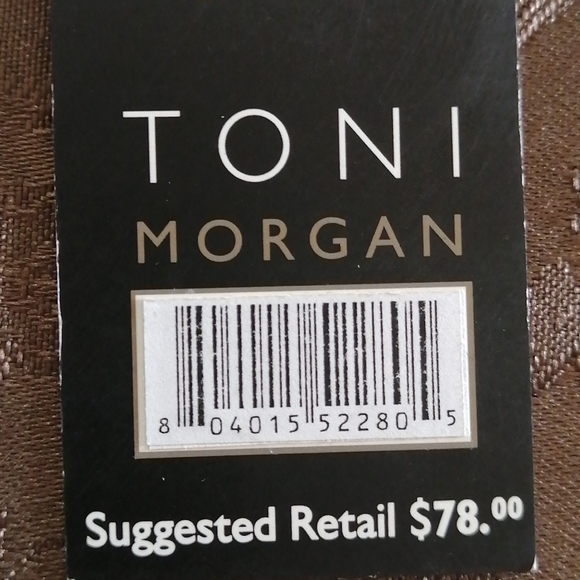 TONI
MORGAN
8 04015 52280 5
Suggested Retail $78.00